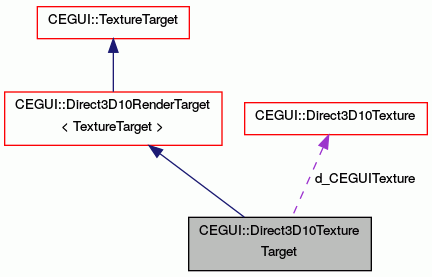 CEGUI::TextureTarget
CEGUI::Direct3D10RenderTarget
< TextureTarget >
CEGUI::Direct3D10Texture
d_CEGUITexture
CEGUI::Direct3D10Texture
Target